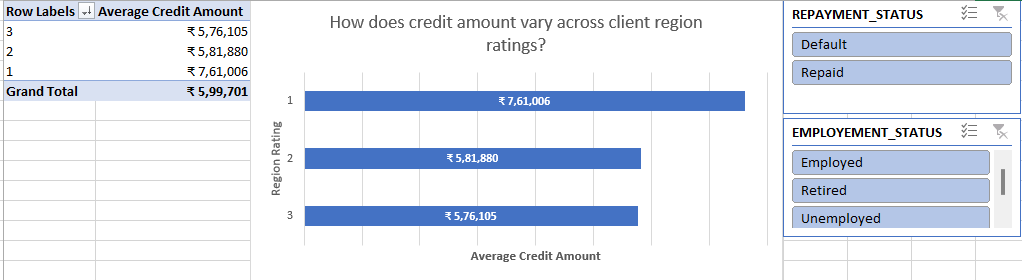 Row Labels Average Credit Amount
3 ₹ 5,76,105
2 ₹ 5,81,880
1 ₹ 7,61,006
Grand Total ₹ 5,99,701
How does credit amount vary across client region
ratings?
Region Rating
1 ₹ 7,61,006
2 ₹ 5,81,880
3 ₹ 5,76,105
Average Credit Amount
REPAYMENT_STATUS
Default
Repaid
EMPLOYEMENT_STATUS
Employed
Retired
Unemployed